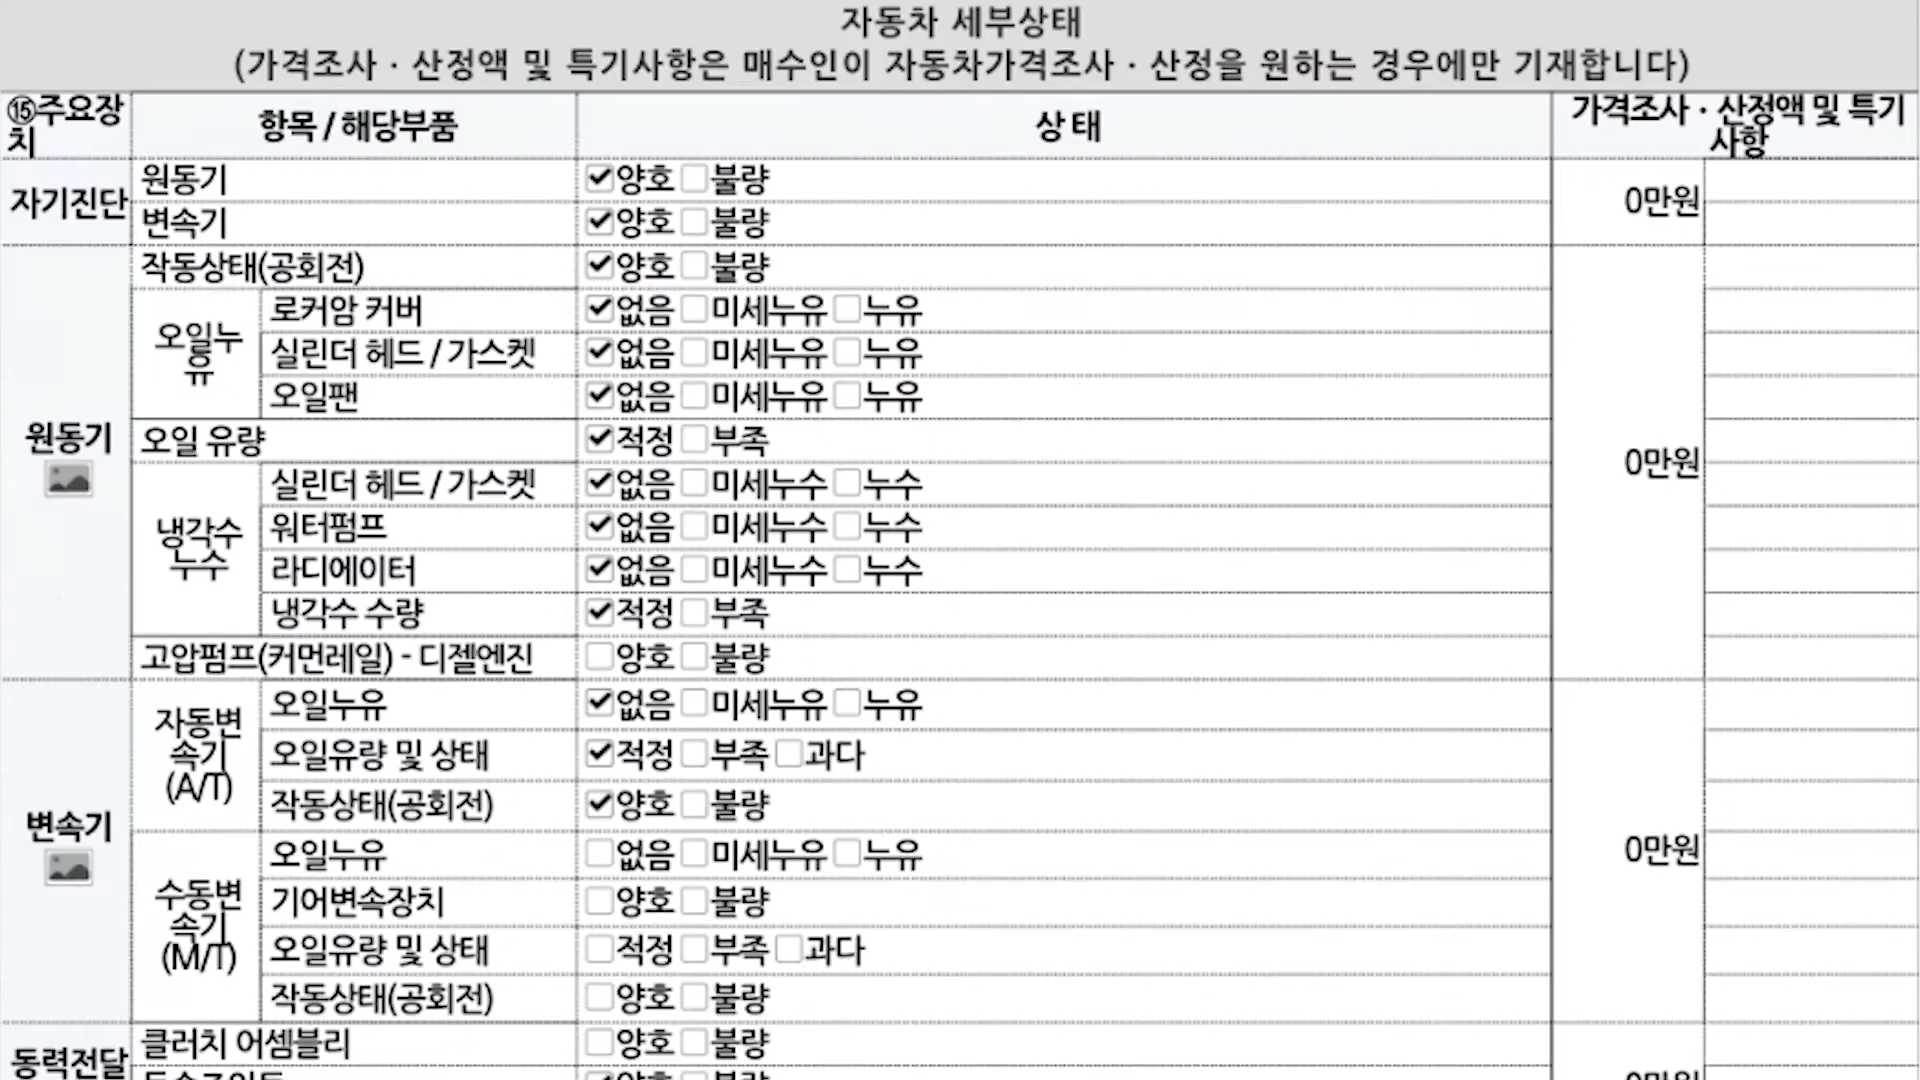 자동차 세부상태
(가격조사 · 산정액 및 특기사항은 매수인이 자동차가격조사 · 산정을 원하는 경우에만 기재합니다)
⑮주요장
치
항목 / 해당부품
상 태
가격조사 · 산정액 및 특기
사항
자기진단
원동기
양호 불량
변속기
양호 불량
0만원
원동기
작동상태(공회전)
양호 불량
오일누
유
로커암 커버
없음 미세누유 누유
실린더 헤드 / 가스켓
없음 미세누유 누유
오일팬
없음 미세누유 누유
오일 유량
적정 부족
냉각수
누수
실린더 헤드 / 가스켓
없음 미세누수 누수
워터펌프
없음 미세누수 누수
라디에이터
없음 미세누수 누수
냉각수 수량
적정 부족
고압펌프(커먼레일) - 디젤엔진
양호 불량
0만원
변속기
자동변
속기
(A/T)
오일누유
없음 미세누유 누유
오일유량 및 상태
적정 부족 과다
작동상태(공회전)
양호 불량
수동변
속기
(M/T)
오일누유
없음 미세누유 누유
기어변속장치
양호 불량
오일유량 및 상태
적정 부족 과다
작동상태(공회전)
양호 불량
0만원
동력전달
클러치 어셈블리
양호 불량